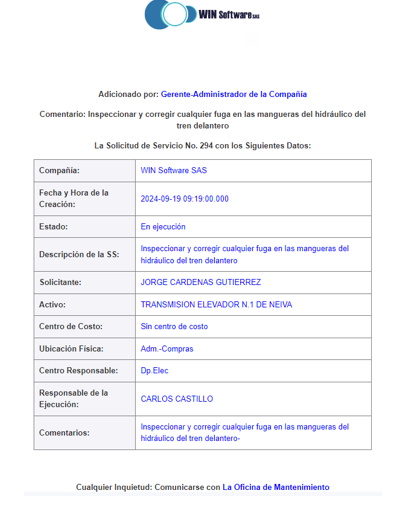 WIN Software SAS
Adicionado por: Gerente-Administrador de la Compañía
Comentario: Inspeccionar y corregir cualquier fuga en las mangueras del hidráulico del
tren delantero
La Solicitud de Servicio No. 294 con los Siguientes Datos:
Compañía: WIN Software SAS
Fecha y Hora de la
Creación: 2024-09-19 09:19:00.000
Estado: En ejecución
Descripción de la SS: Inspeccionar y corregir cualquier fuga en las mangueras del
hidráulico del tren delantero
Solicitante: JORGE CARDENAS GUTIERREZ
Activo: TRANSMISION ELEVADOR N.1 DE NEIVA
Centro de Costo: Sin centro de costo
Ubicación Física: Adm.-Compras
Centro Responsable: Dp.Elec
Responsable de la
Ejecución: CARLOS CASTILLO
Comentarios: Inspeccionar y corregir cualquier fuga en las mangueras del
hidráulico del tren delantero-
Cualquier Inquietud: Comunicarse con La Oficina de Mantenimiento